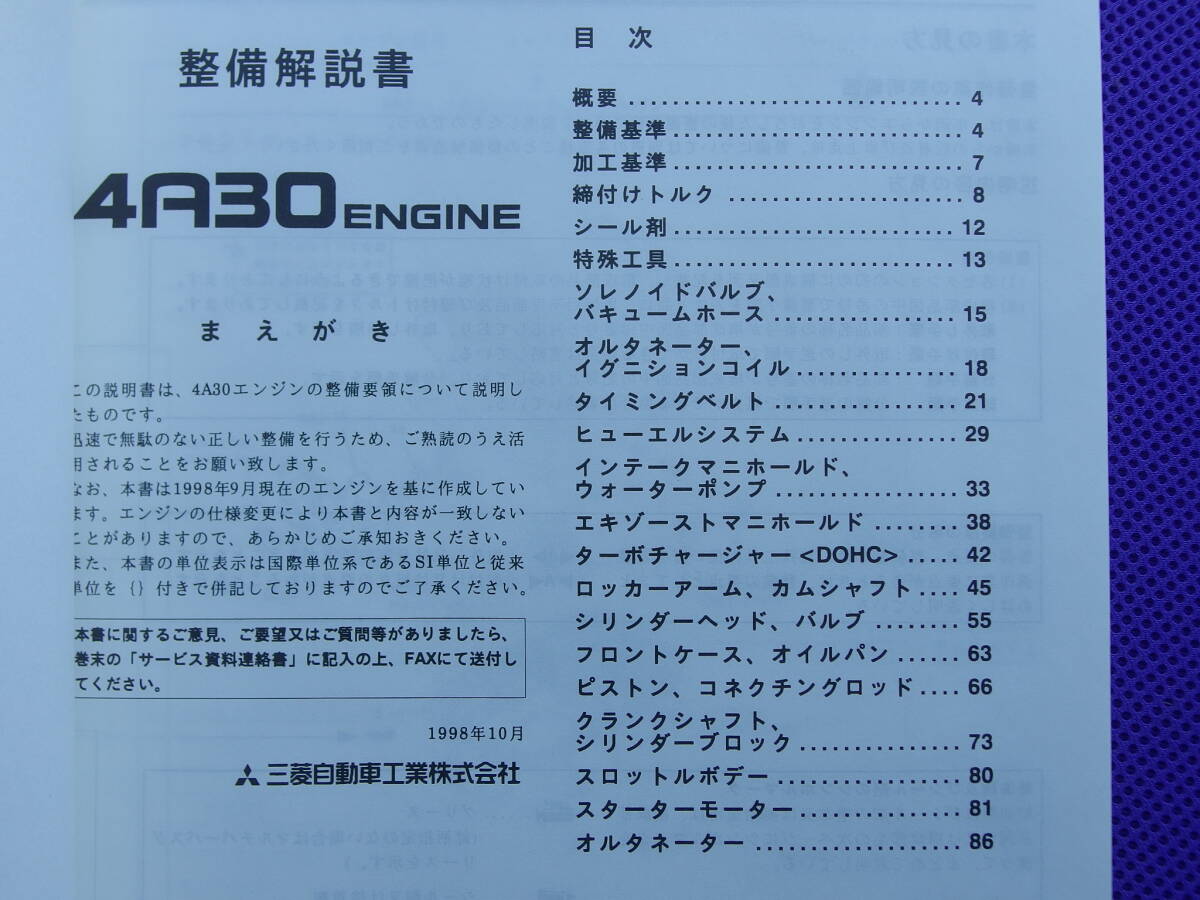 整備解説書
4A30 ENGINE
まえがき
この説明書は、4A30エンジンの整備要領について説明し
たものです。
迅速で無駄のない正しい整備を行うため、ご熟読のうえ活
用されることをお願い致します。
なお、本書は1998年9月現在のエンジンを基に作成してい
ます。エンジンの仕様変更により本書と内容が一致しない
ことがありますので、あらかじめご承知おきください。
また、本書の単位表示は国際単位系であるSI単位と従来
単位を {} 付きで併記しておりますのでご了承ください。
本書に関するご意見、ご要望又はご質問等がありましたら、
巻末の「サービス資料連絡書」に記入の上、FAXにて送付し
てください。
1998年10月
三菱自動車工業株式会社
目 次
概要 ................................ 4
整備基準 ............................ 4
加工基準 ............................ 7
締付けトルク ........................ 8
シール剤 ............................ 12
特殊工具 ............................ 13
ソレノイドバルブ、
バキュームホース .................. 15
オルタネーター、
イグニションコイル ................ 18
タイミングベルト .................. 21
ヒューエルシステム ................ 29
インテークマニホールド、
ウォーターポンプ .................. 33
エキゾーストマニホールド ........ 38
ターボチャージャー <DOHC> ..... 42
ロッカーアーム、カムシャフト .... 45
シリンダーヘッド、バルブ ......... 55
フロントケース、オイルパン ...... 63
ピストン、コネクチングロッド .... 66
クランクシャフト、
シリンダーブロック ................ 73
スロットルボデー .................. 80
スターターモーター ................ 81
オルタネーター .................... 86